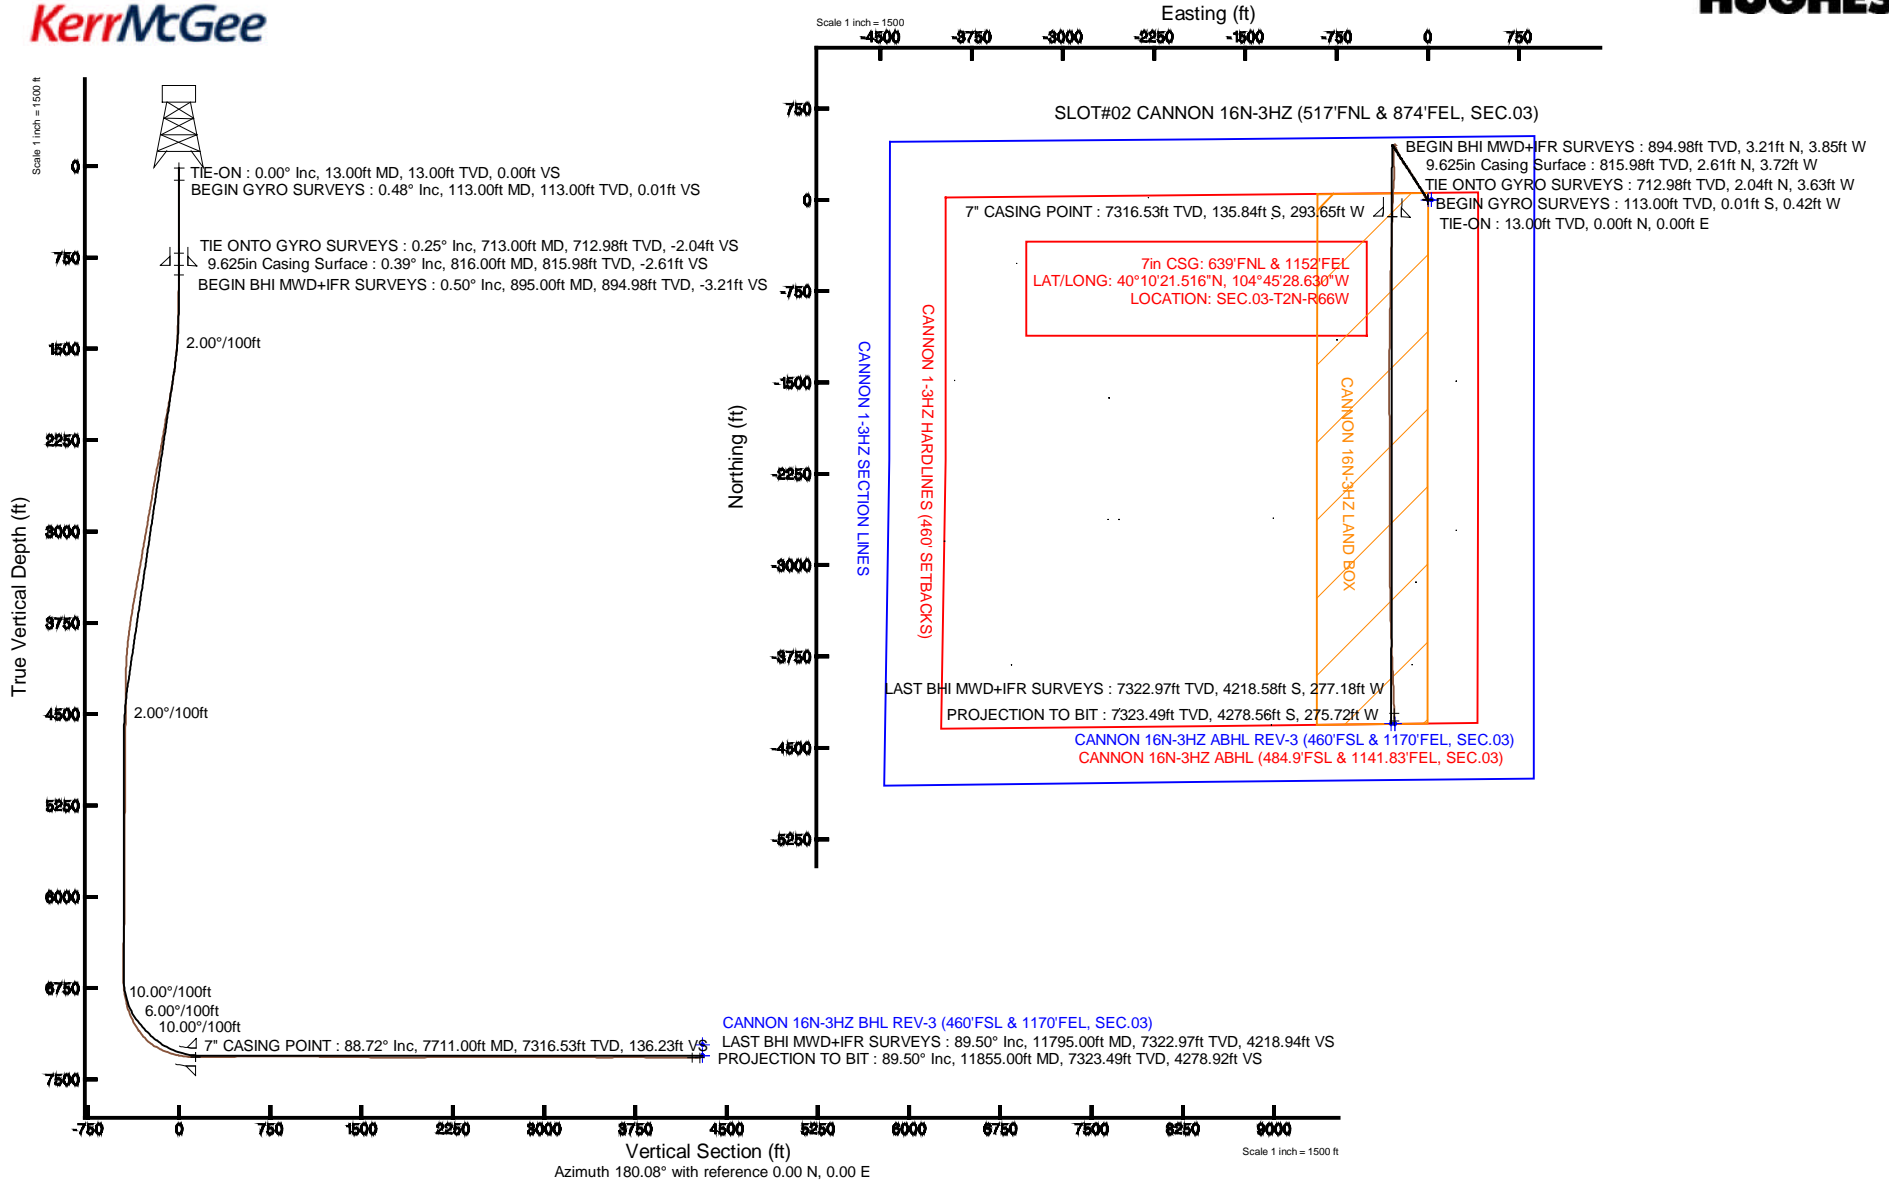 KerrMcGee
HUGHES
Scale 1 inch = 1500 ft
0
750
1500
2250
3000
3750
4500
5250
6000
6750
7500
True Vertical Depth (ft)
TIE-ON : 0.00° Inc, 13.00ft MD, 13.00ft TVD, 0.00ft VS
BEGIN GYRO SURVEYS : 0.48° Inc, 113.00ft MD, 113.00ft TVD, 0.01ft VS
TIE ONTO GYRO SURVEYS : 0.25° Inc, 713.00ft MD, 712.98ft TVD, -2.04ft VS
9.625in Casing Surface : 0.39° Inc, 816.00ft MD, 815.98ft TVD, -2.61ft VS
BEGIN BHI MWD+IFR SURVEYS : 0.50° Inc, 895.00ft MD, 894.98ft TVD, -3.21ft VS
2.00°/100ft
2.00°/100ft
10.00°/100ft
6.00°/100ft
10.00°/100ft
7" CASING POINT : 88.72° Inc, 7711.00ft MD, 7316.53ft TVD, 136.23ft VS
CANNON 16N-3HZ BHL REV-3 (460'FSL & 1170'FEL, SEC.03)
LAST BHI MWD+IFR SURVEYS : 89.50° Inc, 11795.00ft MD, 7322.97ft TVD, 4218.94ft VS
PROJECTION TO BIT : 89.50° Inc, 11855.00ft MD, 7323.49ft TVD, 4278.92ft VS
-750 0 750 1500 2250 3000 3750 4500 5250 6000 6750 7500 8250 9000
Vertical Section (ft)
Azimuth 180.08° with reference 0.00 N, 0.00 E
Scale 1 inch = 1500 ft
Scale 1 inch = 1500
Easting (ft)
-4500 -3750 -3000 -2250 -1500 -750 0 750
750
0
-750
-1500
-2250
-3000
-3750
-4500
-5250
Northing (ft)
SLOT#02 CANNON 16N-3HZ (517'FNL & 874'FEL, SEC.03)
BEGIN BHI MWD+IFR SURVEYS : 894.98ft TVD, 3.21ft N, 3.85ft W
9.625in Casing Surface : 815.98ft TVD, 2.61ft N, 3.72ft W
TIE ONTO GYRO SURVEYS : 712.98ft TVD, 2.04ft N, 3.63ft W
BEGIN GYRO SURVEYS : 113.00ft TVD, 0.01ft S, 0.42ft W
TIE-ON : 13.00ft TVD, 0.00ft N, 0.00ft E
7" CASING POINT : 7316.53ft TVD, 135.84ft S, 293.65ft W
7in CSG: 639'FNL & 1152'FEL
LAT/LONG: 40°10'21.516"N, 104°45'28.630"W
LOCATION: SEC.03-T2N-R66W
CANNON 1-3HZ SECTION LINES
CANNON 1-3HZ HARDLINES (460' SETBACKS)
CANNON 16N-3HZ LAND BOX
LAST BHI MWD+IFR SURVEYS : 7322.97ft TVD, 4218.58ft S, 277.18ft W
PROJECTION TO BIT : 7323.49ft TVD, 4278.56ft S, 275.72ft W
CANNON 16N-3HZ ABHL REV-3 (460'FSL & 1170'FEL, SEC.03)
CANNON 16N-3HZ ABHL (484.9'FSL & 1141.83'FEL, SEC.03)